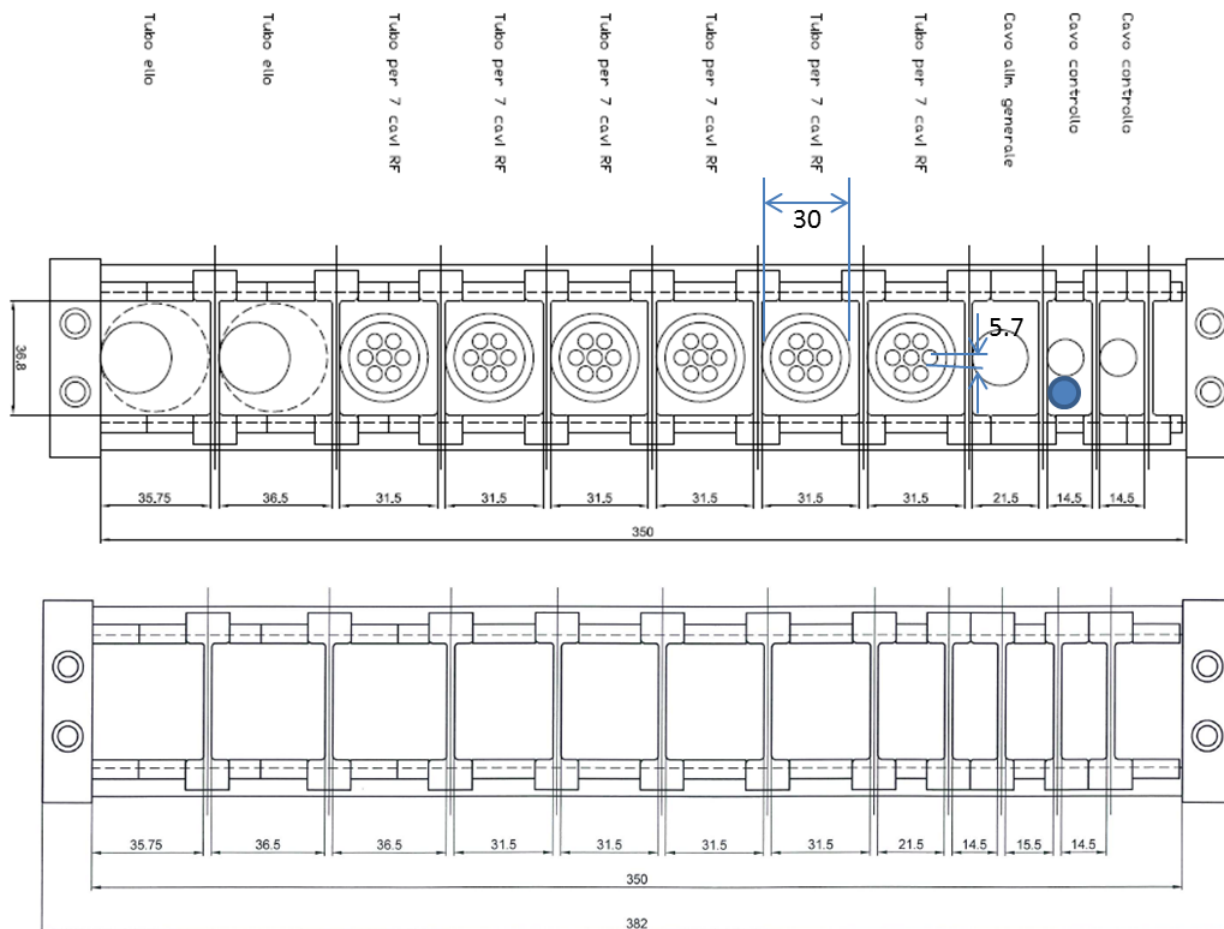 Tubo elio
Tubo elio
Tubo per 7 cavi RF
Tubo per 7 cavi RF
Tubo per 7 cavi RF
Tubo per 7 cavi RF
Tubo per 7 cavi RF
Tubo per 7 cavi RF
Cavo alim. generale
Cavo controllo
Cavo controllo
30
5.7
36.8
35.75 36.5 31.5 31.5 31.5 31.5 31.5 31.5 21.5 14.5 14.5
350
35.75 36.5 36.5 31.5 31.5 31.5 31.5 21.5 14.5 15.5 14.5
350
382